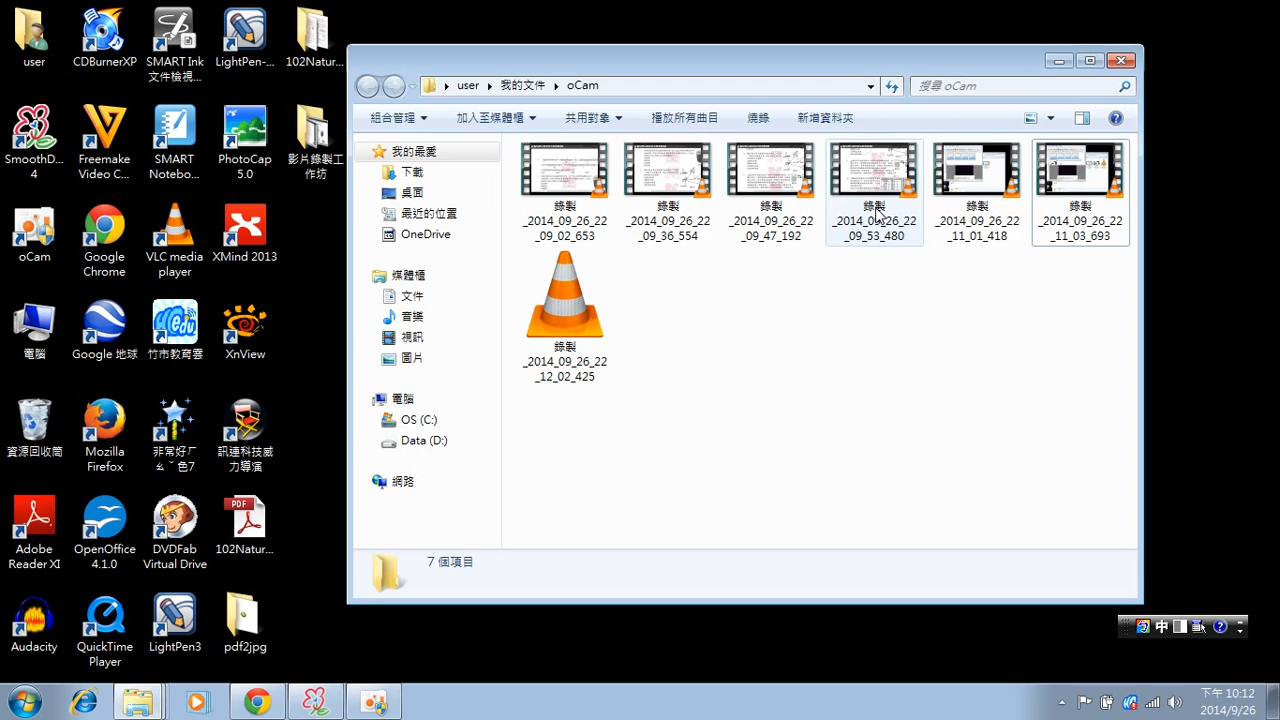 user
CDBurnerXP
SMART Ink
文件檢視...
LightPen-...
102Natur...
SmoothD...
4
Freemake
Video C...
SMART
Notebo...
PhotoCap
5.0
影片錄製工
作坊
oCam
Google
Chrome
VLC media
player
XMind 2013
電腦
Google 地球
竹市教育雲
XnView
資源回收筒
Mozilla
Firefox
非常好ㄏ
ㄠˇ色7
訊連科技威
力導演
Adobe
Reader XI
OpenOffice
4.1.0
DVDFab
Virtual Drive
PDF
102Natur...
Audacity
QuickTime
Player
LightPen3
pdf2jpg
user
我的文件
oCam
搜尋 oCam
組合管理
加入至媒體櫃
共用對象
播放所有曲目
燒錄
新增資料夾
我的最愛
下載
桌面
最近的位置
OneDrive
媒體櫃
文件
音樂
視訊
圖片
電腦
OS (C:)
Data (D:)
網路
錄製
_2014_09_26_22
_09_02_653
錄製
_2014_09_26_22
_09_36_554
錄製
_2014_09_26_22
_09_47_192
錄製
_2014_09_26_22
_09_53_480
錄製
_2014_09_26_22
_11_01_418
錄製
_2014_09_26_22
_11_03_693
錄製
_2014_09_26_22
_12_02_425
7 個項目
中
下午 10:12
2014/9/26